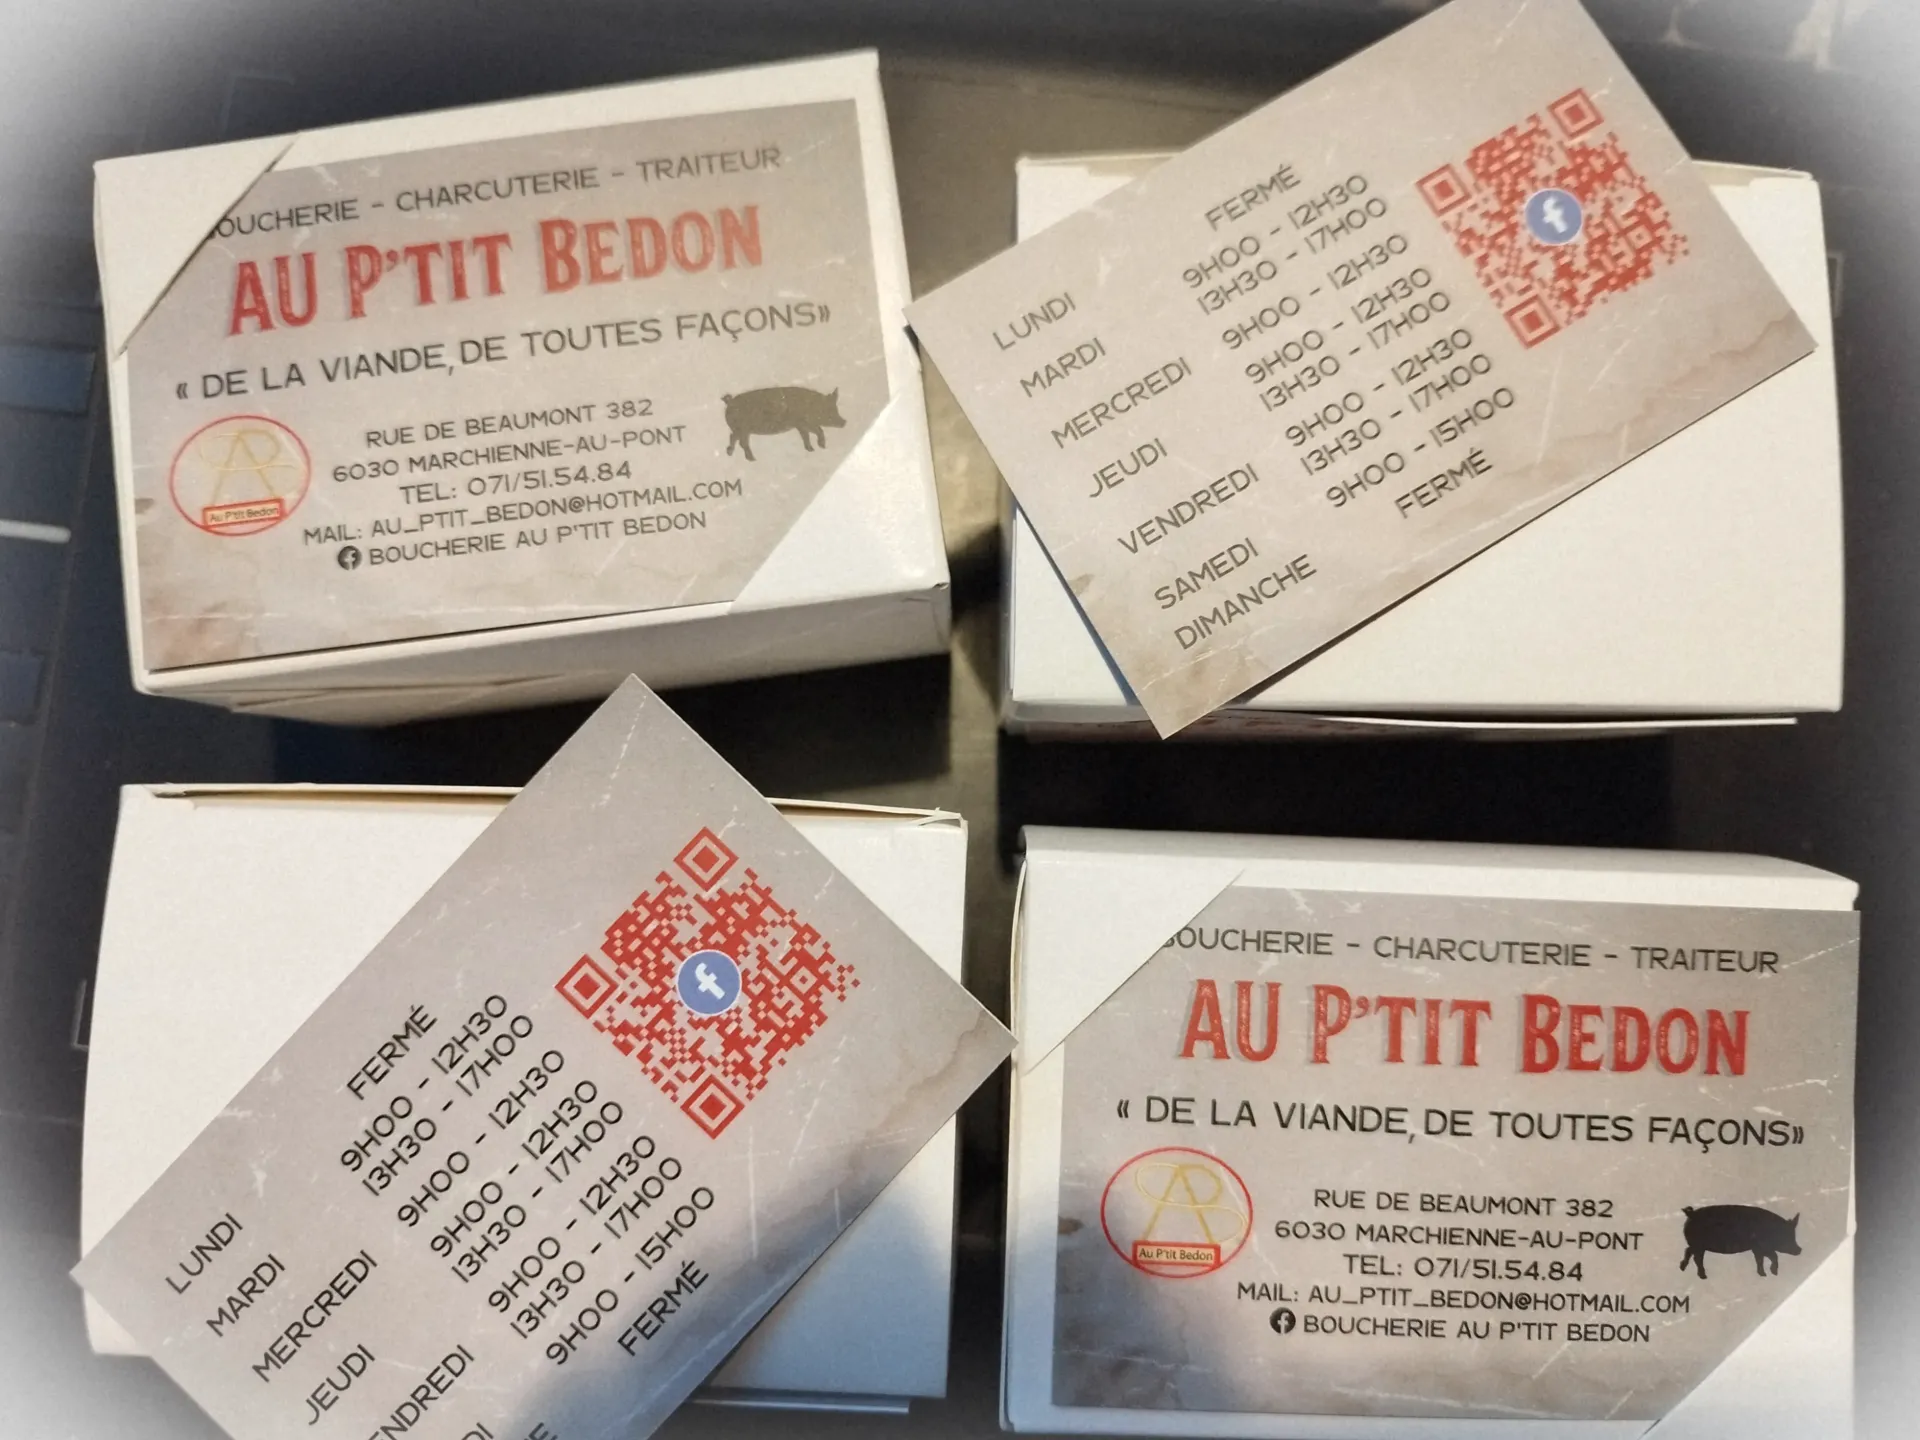 BOUCHERIE - CHARCUTERIE - TRAITEUR
AU P'TIT BEDON
« DE LA VIANDE, DE TOUTES FAÇONS»
RUE DE BEAUMONT 382
6030 MARCHIENNE-AU-PONT
TEL: 071/51.54.84
MAIL: AU_PTIT_BEDON@HOTMAIL.COM
BOUCHERIE AU P'TIT BEDON
Au P'tit Bedon
LUNDI FERMÉ
MARDI 9H00 - 12H30
13H30 - 17H00
MERCREDI 9H00 - 12H30
JEUDI 9H00 - 12H30
13H30 - 17H00
VENDREDI 9H00 - 12H30
13H30 - 17H00
SAMEDI 9H00 - 15H00
DIMANCHE FERMÉ
LUNDI FERMÉ
MARDI 9H00 - 12H30
13H30 - 17H00
MERCREDI 9H00 - 12H30
JEUDI 9H00 - 12H30
13H30 - 17H00
ENDREDI 9H00 - 12H30
13H30 - 17H00
DI 9H00 - 15H00
E FERMÉ
BOUCHERIE - CHARCUTERIE - TRAITEUR
AU P'TIT BEDON
« DE LA VIANDE, DE TOUTES FAÇONS»
RUE DE BEAUMONT 382
6030 MARCHIENNE-AU-PONT
TEL: 071/51.54.84
MAIL: AU_PTIT_BEDON@HOTMAIL.COM
BOUCHERIE AU P'TIT BEDON
Au P'tit Bedon